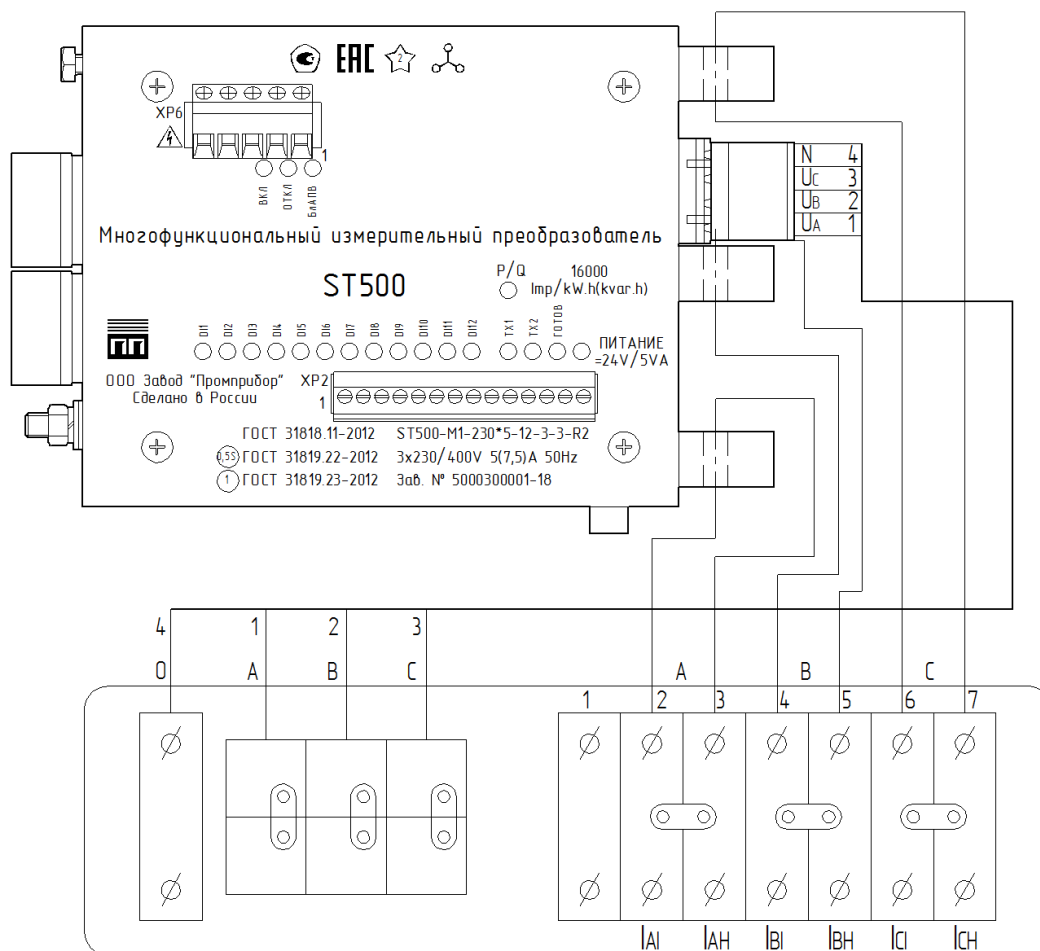 EAC
2
XP6
1
ВКЛ
ОТКЛ
БлАПВ
N 4
Uc 3
UB 2
UA 1
Многофункциональный измерительный преобразователь
ST500
P/Q 16000
Imp/kW.h(kvar.h)
DI1 DI2 DI3 DI4 DI5 DI6 DI7 DI8 DI9 DI10 DI11 DI12 TX1 TX2 ГОТОВ
ПИТАНИЕ
=24V/5VA
ООО Завод "Промприбор"
Сделано в России
XP2
1
ГОСТ 31818.11-2012 ST500-M1-230*5-12-3-3-R2
0,5S ГОСТ 31819.22-2012 3x230/400V 5(7,5)A 50Hz
1 ГОСТ 31819.23-2012 Зав. № 5000300001-18
4 1 2 3
0 A B C A B C
1 2 3 4 5 6 7
IAI IAH IBI IBH ICI ICH